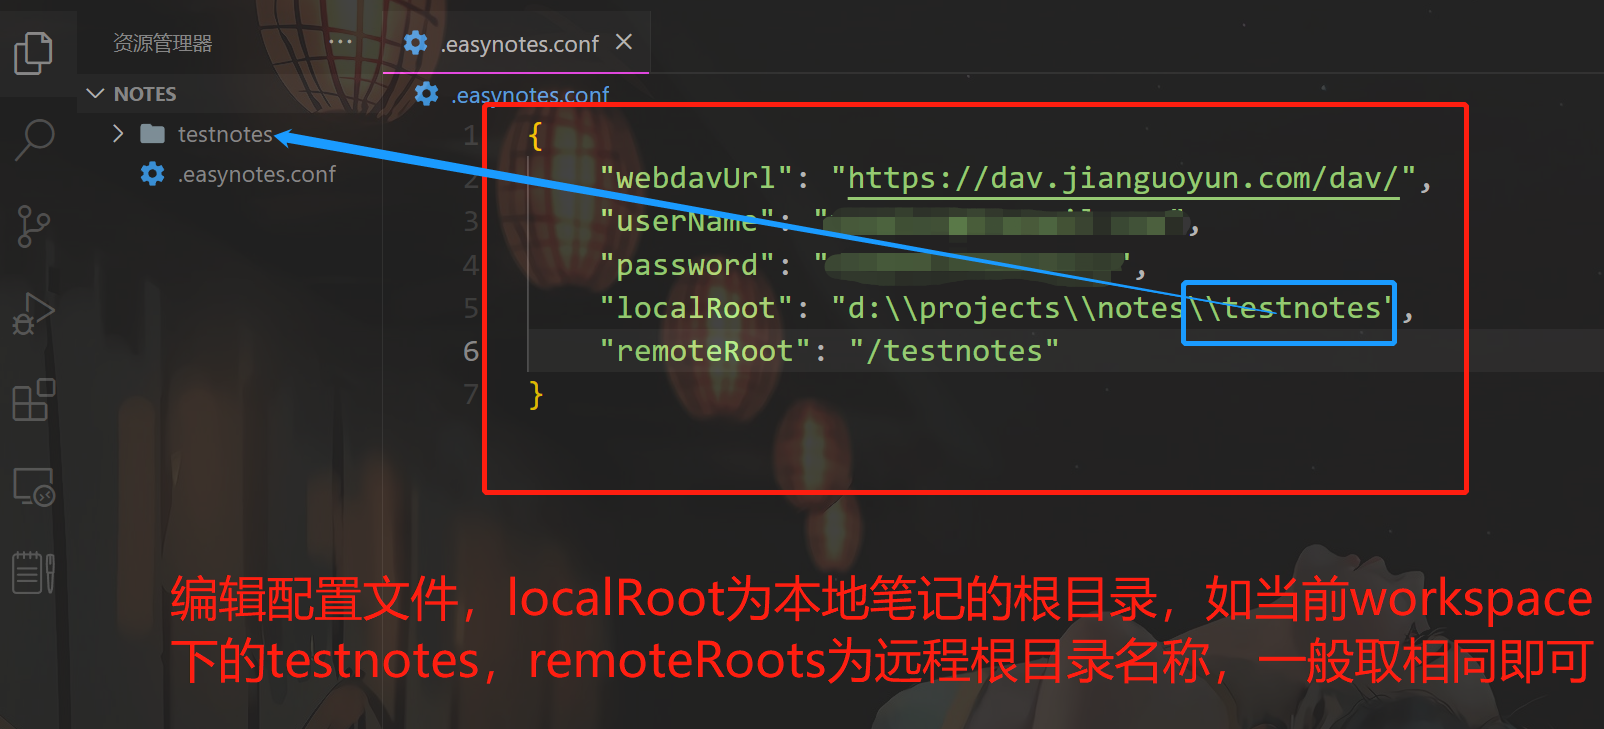 资源管理器 ···
.easynotes.conf ×
NOTES
.easynotes.conf
testnotes
.easynotes.conf
1 {
2 "webdavUrl": "https://dav.jianguoyun.com/dav/",
3 "userName": "",
4 "password": "",
5 "localRoot": "d:\\projects\\notes\\testnotes",
6 "remoteRoot": "/testnotes"
7 }
编辑配置文件，localRoot为本地笔记的根目录，如当前workspace
下的testnotes，remoteRoots为远程根目录名称，一般取相同即可